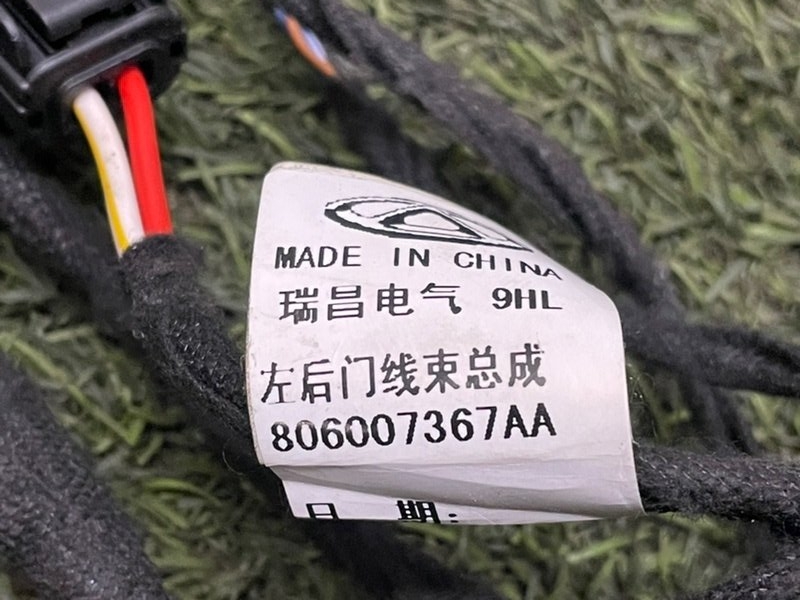 MADE IN CHINA
瑞昌电气 9HL
左后门线束总成
806007367AA
日 期: